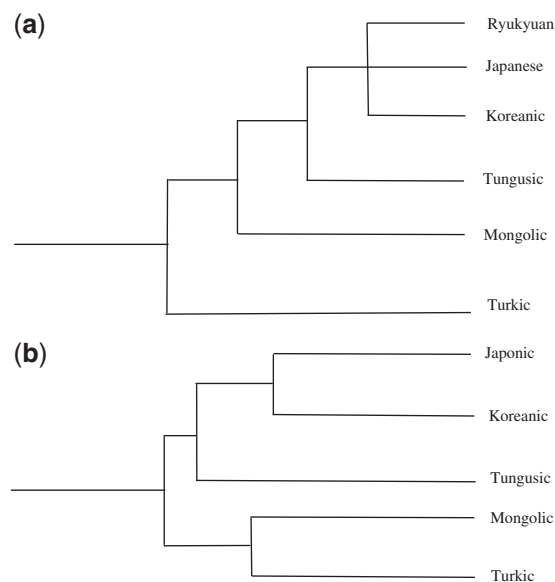 (a)
Ryukyuan
Japanese
Koreanic
Tungusic
Mongolic
Turkic
(b)
Japonic
Koreanic
Tungusic
Mongolic
Turkic